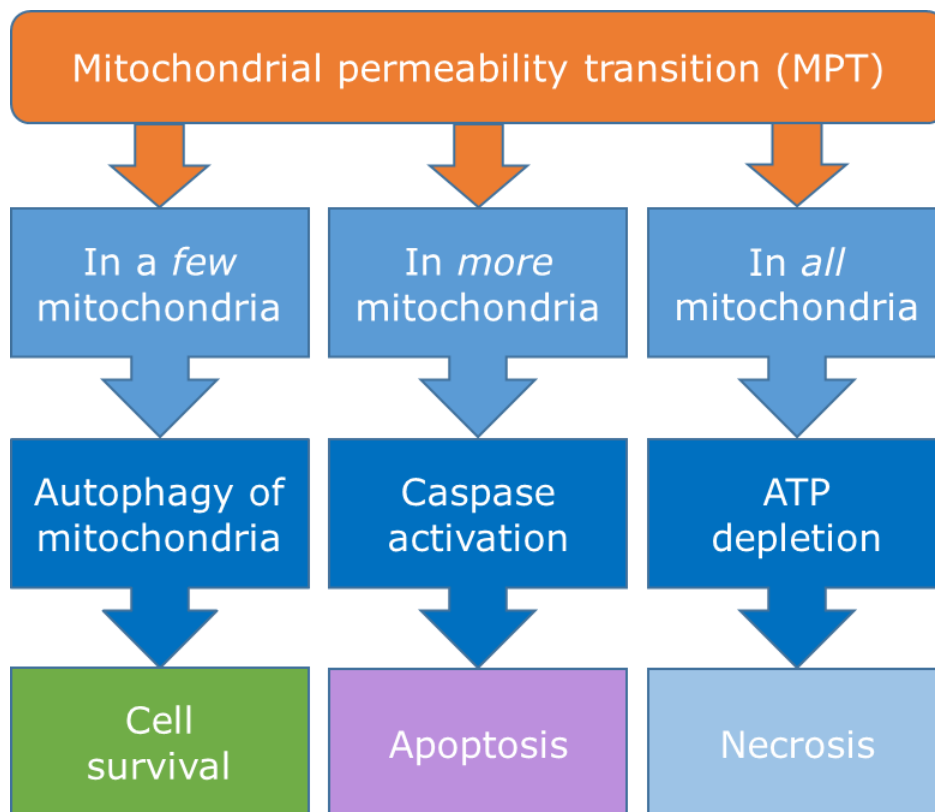 Mitochondrial permeability transition (MPT)
In a few
mitochondria
In more
mitochondria
In all
mitochondria
Autophagy of
mitochondria
Caspase
activation
ATP
depletion
Cell
survival
Apoptosis
Necrosis